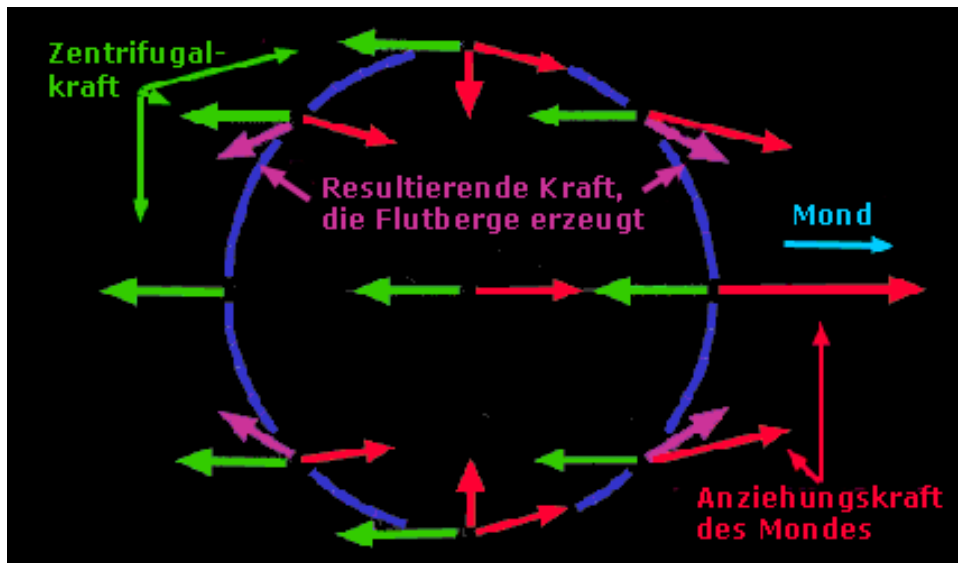 Zentrifugal-
kraft
Resultierende Kraft,
die Flutberge erzeugt
Mond
Anziehungskraft
des Mondes